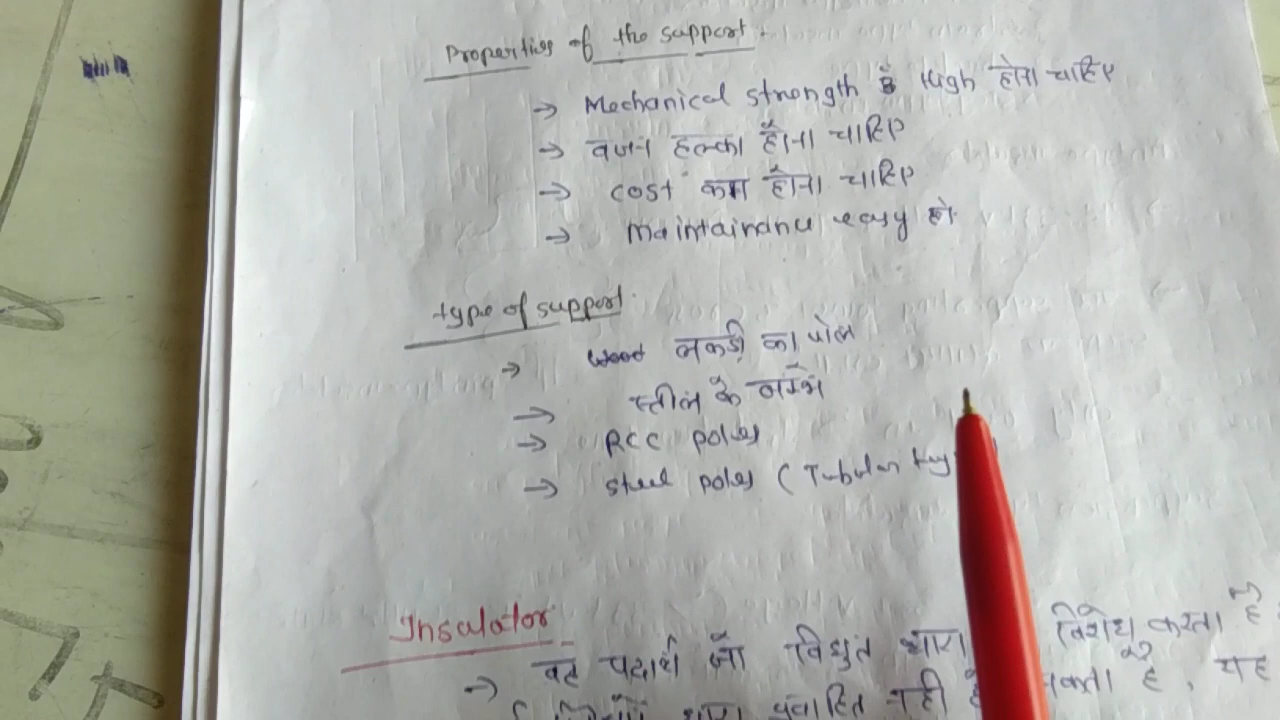 Properties of the support
→ Mechanical strength High होना चाहिए
→ वजन हल्का होना चाहिए
→ cost कम होना चाहिए
→ maintainance easy हो
type of support
→ wood लकडी का पोल
→ स्तील के
→ RCC poles
→ steel poles ( Tubular
Insulator
→ वह पदार्थ जो विधुत धारा विरोध करता है
धारा प्रवाहित नही है , यह